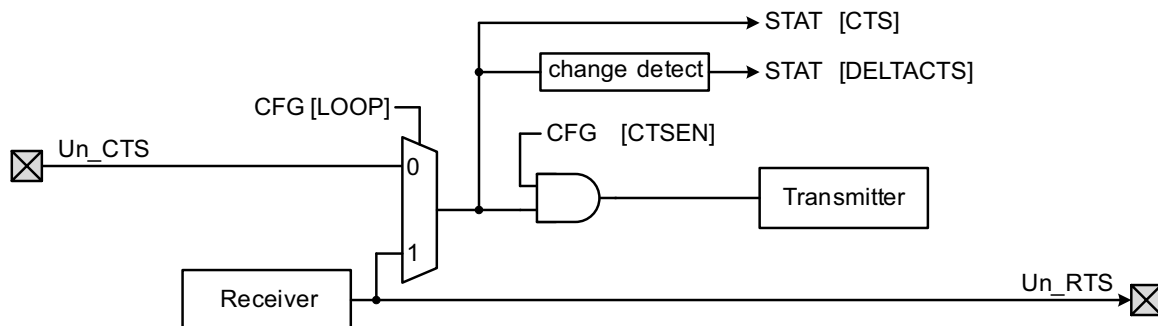 STAT [CTS]
change detect
STAT [DELTACTS]
CFG [LOOP]
CFG [CTSEN]
Un_CTS
0
Transmitter
1
Receiver
Un_RTS